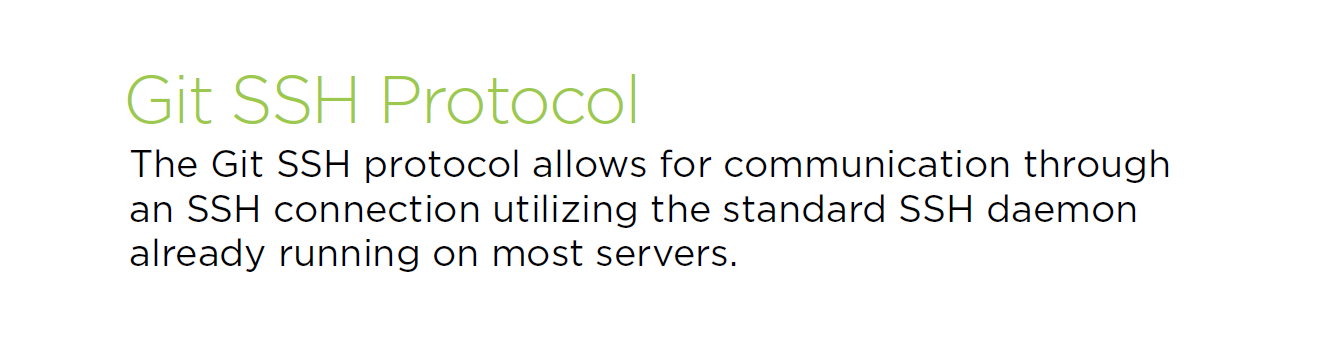 Git SSH Protocol
The Git SSH protocol allows for communication through
an SSH connection utilizing the standard SSH daemon
already running on most servers.